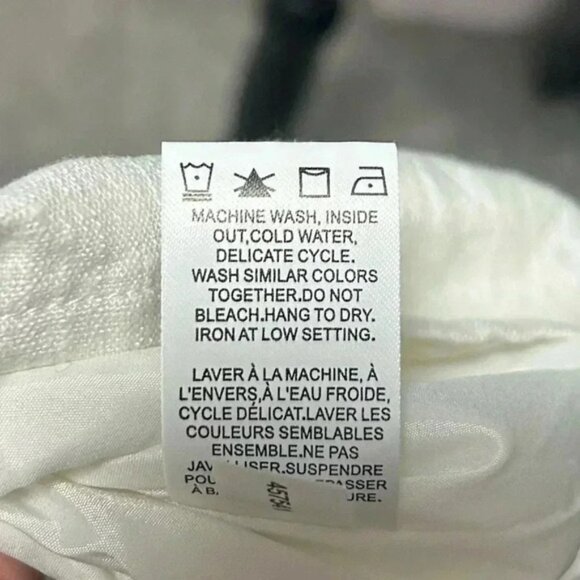 MACHINE WASH, INSIDE
OUT,COLD WATER,
DELICATE CYCLE.
WASH SIMILAR COLORS
TOGETHER.DO NOT
BLEACH.HANG TO DRY.
IRON AT LOW SETTING.
LAVER À LA MACHINE, À
L'ENVERS,À L'EAU FROIDE,
CYCLE DÉLICAT.LAVER LES
COULEURS SEMBLABLES
ENSEMBLE.NE PAS
SUSPENDRE